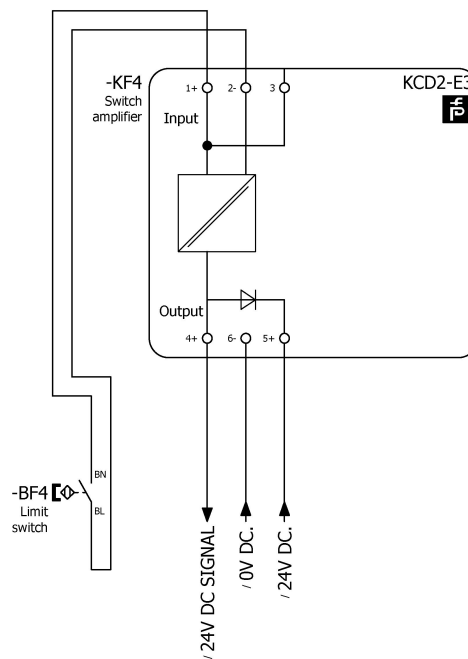 -KF4
Switch
amplifier
1+
2-
3
KCD2-E3
Input
Output
4+
6-
5+
BN
-BF4
BL
Limit
switch
/ 24V DC SIGNAL
/ 0V DC.
/ 24V DC.